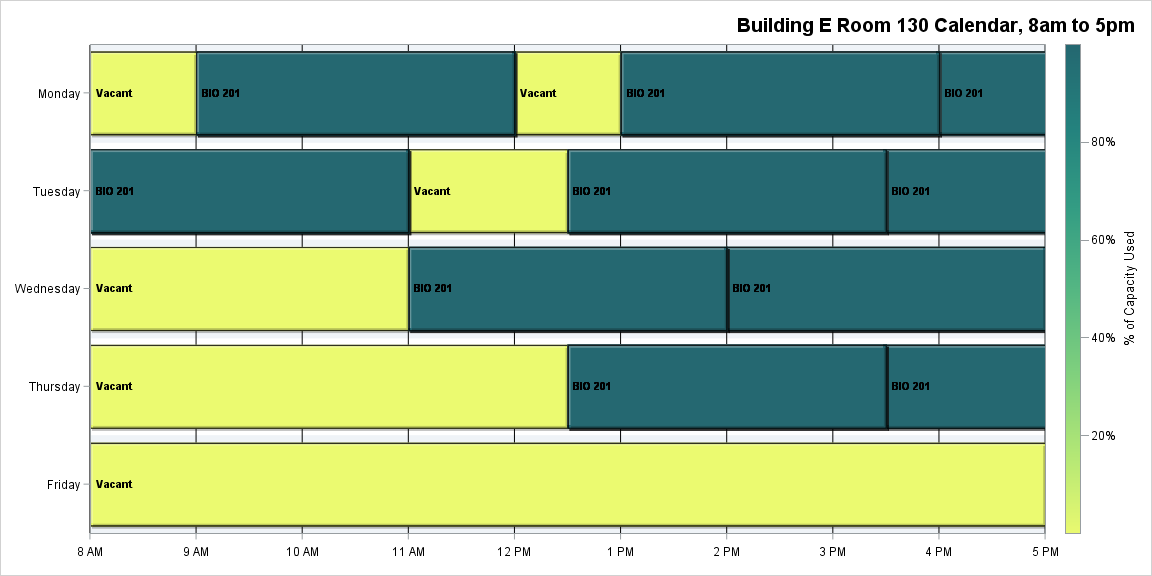 Building E Room 130 Calendar, 8am to 5pm
Monday
Vacant
BIO 201
Vacant
BIO 201
BIO 201
Tuesday
BIO 201
Vacant
BIO 201
BIO 201
Wednesday
Vacant
BIO 201
BIO 201
Thursday
Vacant
BIO 201
BIO 201
Friday
Vacant
8 AM
9 AM
10 AM
11 AM
12 PM
1 PM
2 PM
3 PM
4 PM
5 PM
80%
60%
40%
20%
% of Capacity Used